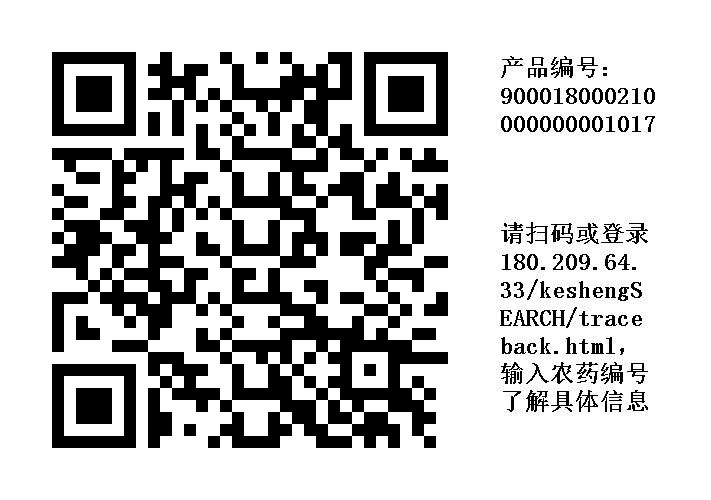 产品编号:
900018000210
000000001017
请扫码或登录
180.209.64.
33/keshengS
EARCH/trace
back.html,
输入农药编号
了解具体信息